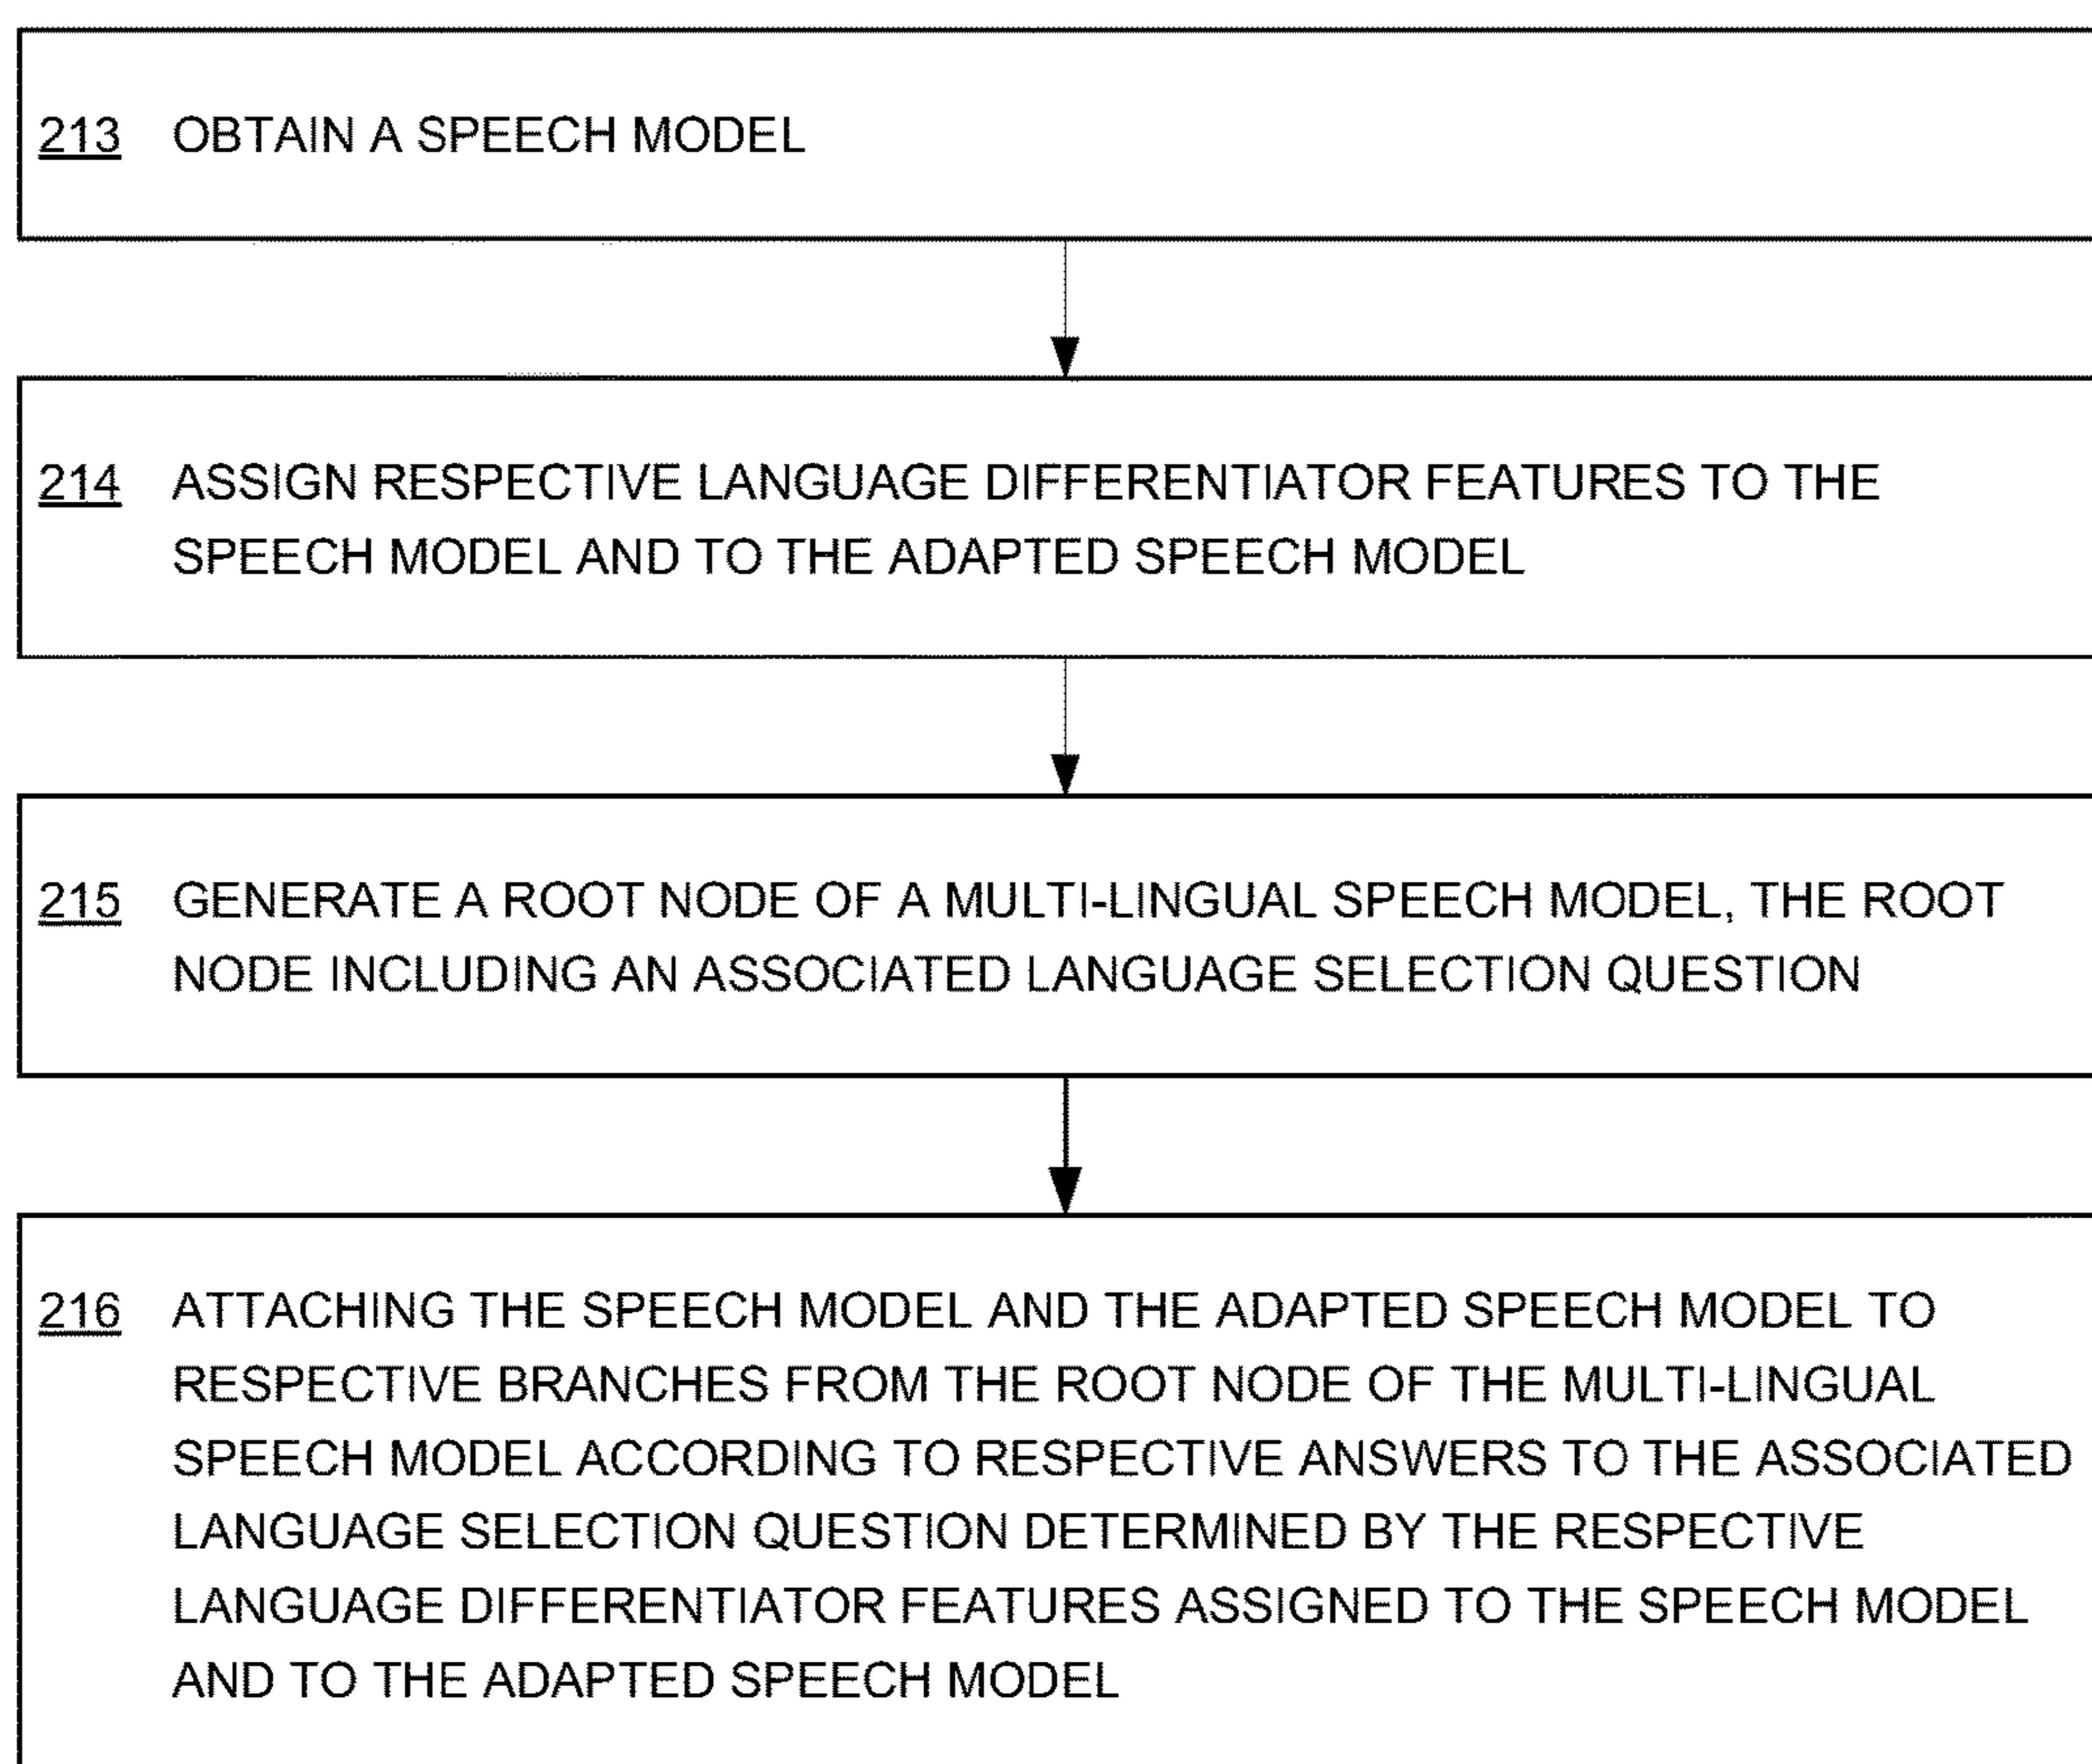 213 OBTAIN A SPEECH MODEL
214 ASSIGN RESPECTIVE LANGUAGE DIFFERENTIATOR FEATURES TO THE
SPEECH MODEL AND TO THE ADAPTED SPEECH MODEL
215 GENERATE A ROOT NODE OF A MULTI-LINGUAL SPEECH MODEL, THE ROOT
NODE INCLUDING AN ASSOCIATED LANGUAGE SELECTION QUESTION
216 ATTACHING THE SPEECH MODEL AND THE ADAPTED SPEECH MODEL TO
RESPECTIVE BRANCHES FROM THE ROOT NODE OF THE MULTI-LINGUAL
SPEECH MODEL ACCORDING TO RESPECTIVE ANSWERS TO THE ASSOCIATED
LANGUAGE SELECTION QUESTION DETERMINED BY THE RESPECTIVE
LANGUAGE DIFFERENTIATOR FEATURES ASSIGNED TO THE SPEECH MODEL
AND TO THE ADAPTED SPEECH MODEL